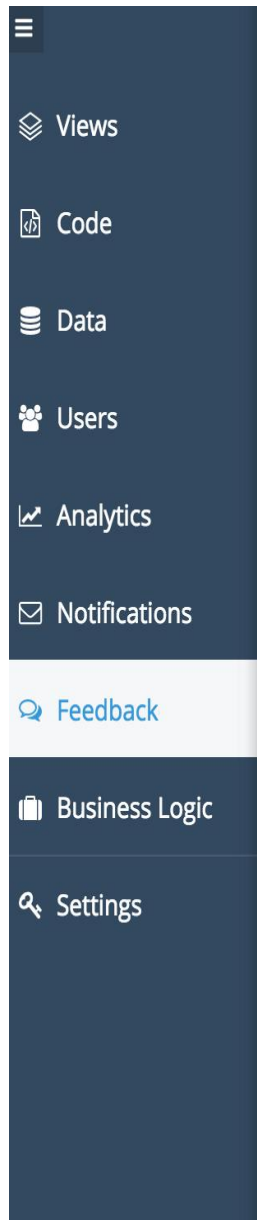 Views
Code
Data
Users
Analytics
Notifications
Feedback
Business Logic
Settings